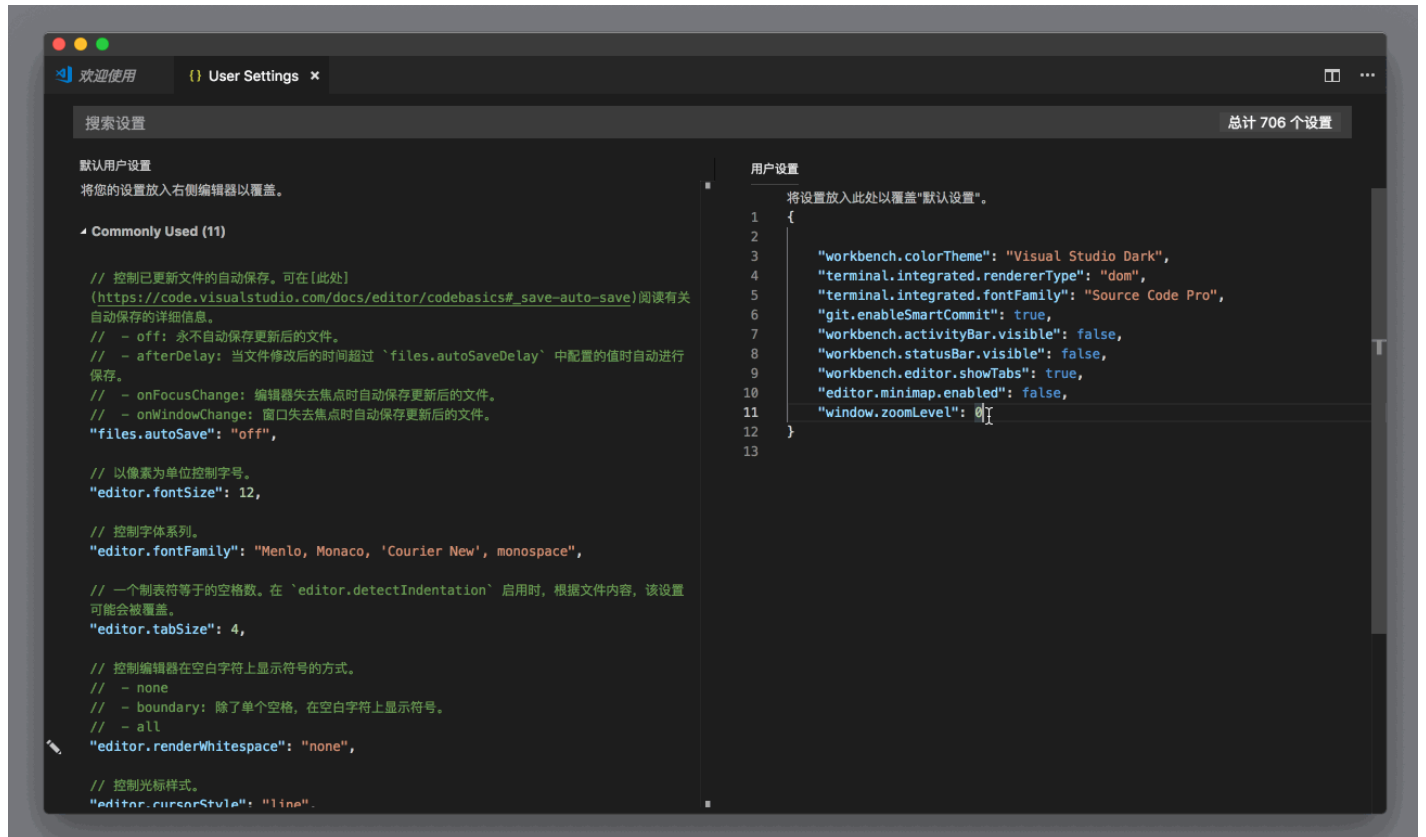 欢迎使用
{} User Settings ×
搜索设置
总计 706 个设置
默认用户设置
将您的设置放入右侧编辑器以覆盖。
Commonly Used (11)
// 控制已更新文件的自动保存。可在[此处]
(https://code.visualstudio.com/docs/editor/codebasics#_save-auto-save)阅读有关
自动保存的详细信息。
//  - off: 永不自动保存更新后的文件。
//  - afterDelay: 当文件修改后的时间超过 `files.autoSaveDelay` 中配置的值时自动进行
保存。
//  - onFocusChange: 编辑器失去焦点时自动保存更新后的文件。
//  - onWindowChange: 窗口失去焦点时自动保存更新后的文件。
"files.autoSave": "off",
// 以像素为单位控制字号。
"editor.fontSize": 12,
// 控制字体系列。
"editor.fontFamily": "Menlo, Monaco, 'Courier New', monospace",
// 一个制表符等于的空格数。在 `editor.detectIndentation` 启用时，根据文件内容，该设置
可能会被覆盖。
"editor.tabSize": 4,
// 控制编辑器在空白字符上显示符号的方式。
//  - none
//  - boundary: 除了单个空格，在空白字符上显示符号。
//  - all
"editor.renderWhitespace": "none",
// 控制光标样式。
"editor.cursorStyle": "line",
用户设置
将设置放入此处以覆盖"默认设置"。
1 {
2
3 "workbench.colorTheme": "Visual Studio Dark",
4 "terminal.integrated.rendererType": "dom",
5 "terminal.integrated.fontFamily": "Source Code Pro",
6 "git.enableSmartCommit": true,
7 "workbench.activityBar.visible": false,
8 "workbench.statusBar.visible": false,
9 "workbench.editor.showTabs": true,
10 "editor.minimap.enabled": false,
11 "window.zoomLevel": 0
12 }
13